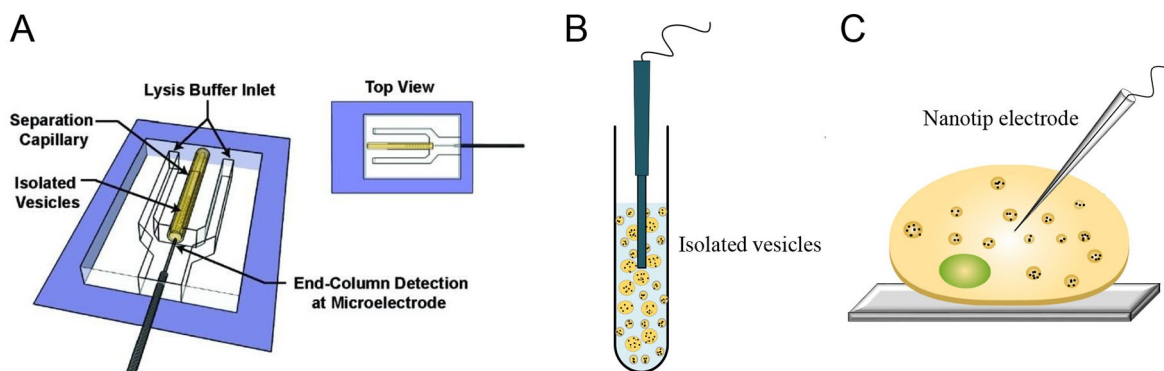 A
Lysis Buffer Inlet
Separation
Capillary
Isolated
Vesicles
End-Column Detection
at Microelectrode
Top View
B
Isolated vesicles
C
Nanotip electrode